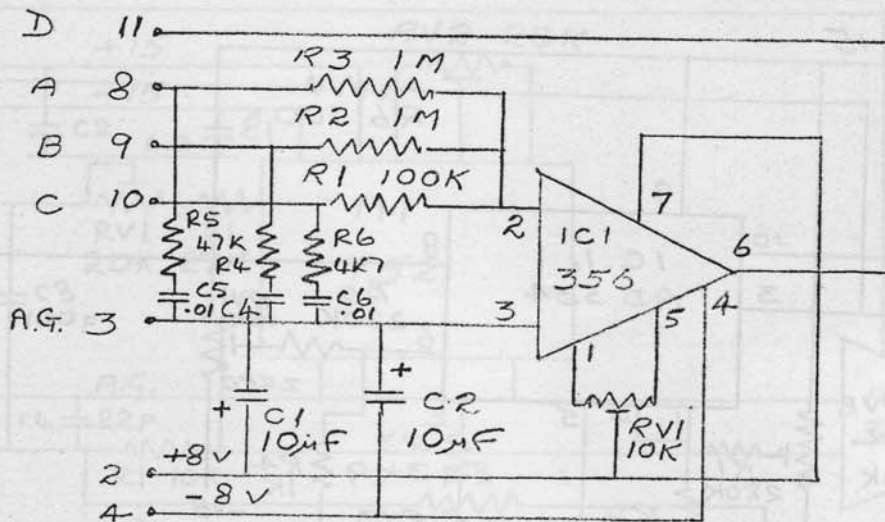 D 11
R3 1M
A 8
R2 1M
B 9
R1 100K
C 10
7
2
R5
47K
R4
R6
4K7
IC1
356
6
C5
.01
C4
C6
.01
5
4
A.G. 3
3
1
+
+
C1
10µF
C2
10µF
RV1
10K
2 +8v
4 -8v